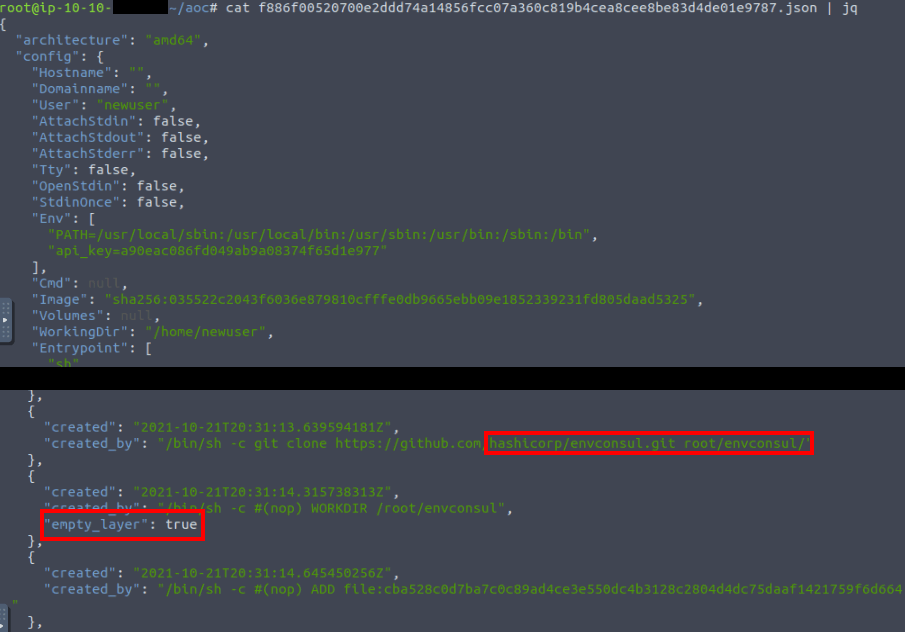 root@ip-10-10- ~/aoc# cat f886f00520700e2ddd74a14856fcc07a360c819b4cea8cee8be83d4de01e9787.json | jq
{
  "architecture": "amd64",
  "config": {
    "Hostname": "",
    "Domainname": "",
    "User": "newuser",
    "AttachStdin": false,
    "AttachStdout": false,
    "AttachStderr": false,
    "Tty": false,
    "OpenStdin": false,
    "StdinOnce": false,
    "Env": [
      "PATH=/usr/local/sbin:/usr/local/bin:/usr/sbin:/usr/bin:/sbin:/bin",
      "api_key=a90eac086fd049ab9a08374f65d1e977"
    ],
    "Cmd": null,
    "Image": "sha256:035522c2043f6036e879810cfffe0db9665ebb09e1852339231fd805daad5325",
    "Volumes": null,
    "WorkingDir": "/home/newuser",
    "Entrypoint": [
      "sh"
    },
    {
      "created": "2021-10-21T20:31:13.639594181Z",
      "created_by": "/bin/sh -c git clone https://github.com/hashicorp/envconsul.git root/envconsul/"
    },
    {
      "created": "2021-10-21T20:31:14.315738313Z",
      "created_by": "/bin/sh -c #(nop) WORKDIR /root/envconsul",
      "empty_layer": true
    },
    {
      "created": "2021-10-21T20:31:14.645450256Z",
      "created_by": "/bin/sh -c #(nop) ADD file:cba528c0d7ba7c0c89ad4ce3e550dc4b3128c2804d4dc75daaf1421759f6d664
"
    },